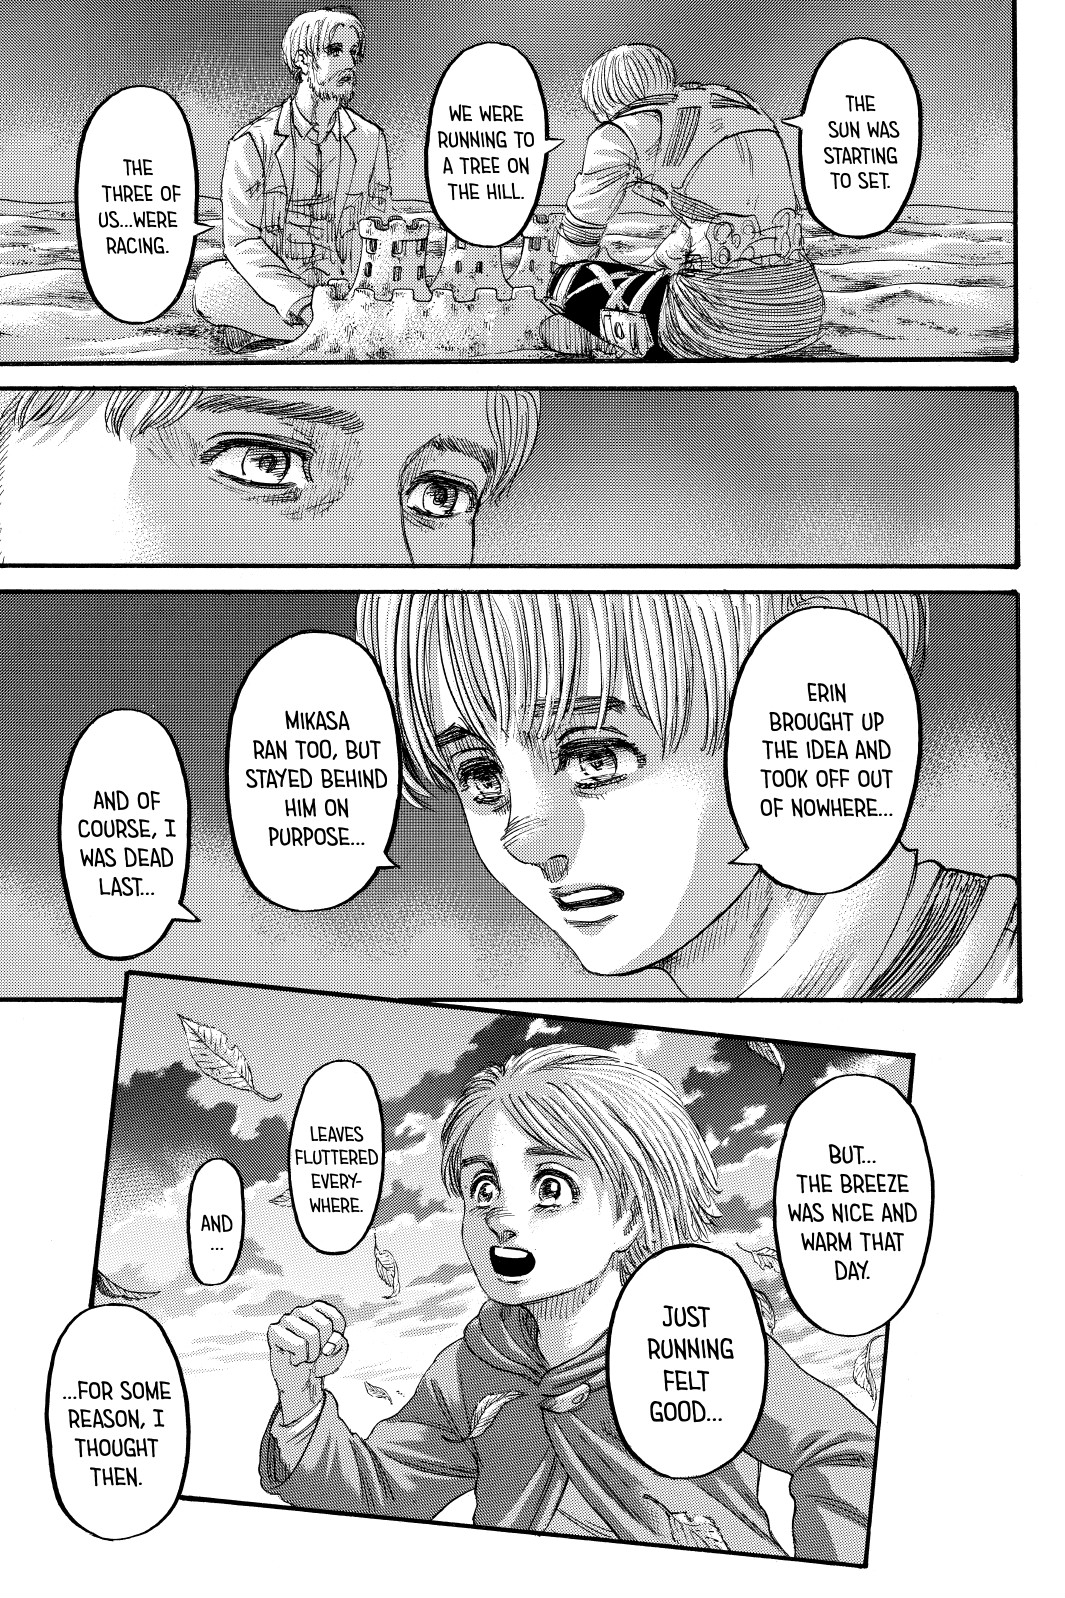 THE
SUN WAS
STARTING
TO SET.
WE WERE
RUNNING TO
A TREE ON
THE HILL.
THE
THREE OF
US...WERE
RACING.
ERIN
BROUGHT UP
THE IDEA AND
TOOK OFF OUT
OF NOWHERE...
MIKASA
RAN TOO, BUT
STAYED BEHIND
HIM ON
PURPOSE...
AND OF
COURSE, I
WAS DEAD
LAST...
BUT...
THE BREEZE
WAS NICE AND
WARM THAT
DAY.
JUST
RUNNING
FELT
GOOD...
LEAVES
FLUTTERED
EVERY-
WHERE.
AND
...
...FOR SOME
REASON, I
THOUGHT
THEN.